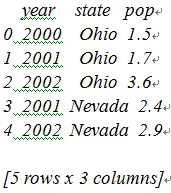 year state pop
0 2000 Ohio 1.5
1 2001 Ohio 1.7
2 2002 Ohio 3.6
3 2001 Nevada 2.4
4 2002 Nevada 2.9
[5 rows x 3 columns]